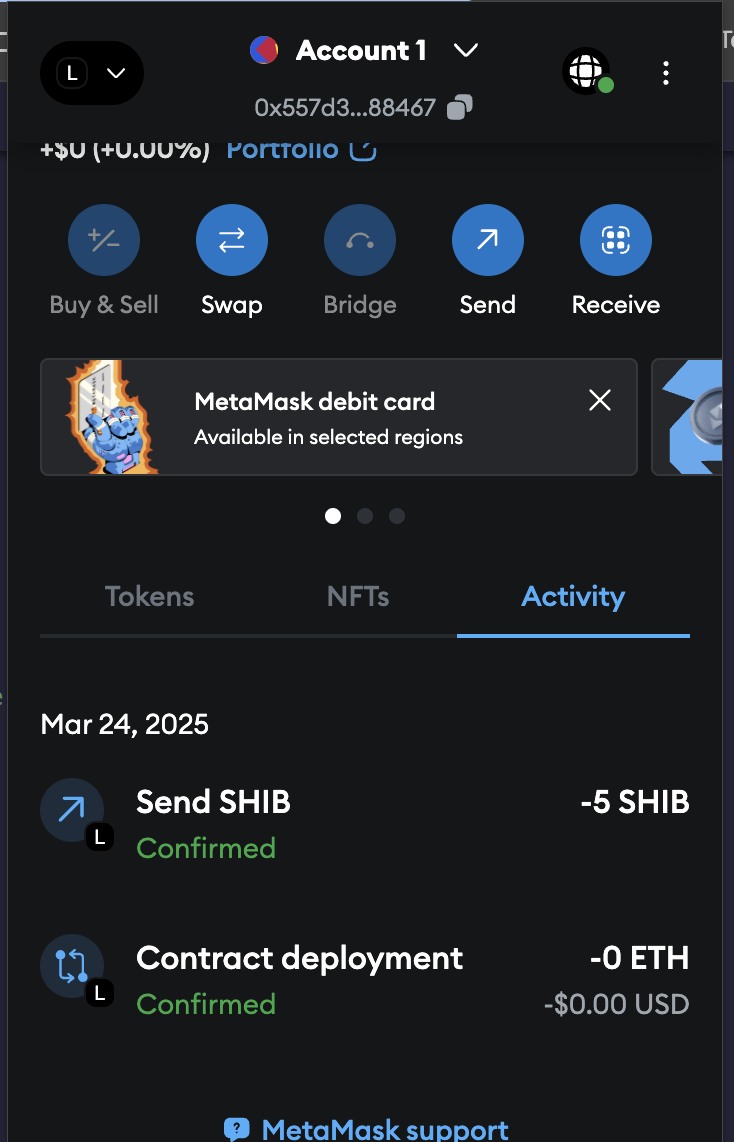 L
Account 1
0x557d3...88467
+$0 (+0.00%) Portfolio
Buy & Sell
Swap
Bridge
Send
Receive
MetaMask debit card
Available in selected regions
Tokens
NFTs
Activity
Mar 24, 2025
Send SHIB
-5 SHIB
L
Confirmed
Contract deployment
-0 ETH
L
Confirmed
-$0.00 USD
? MetaMask support